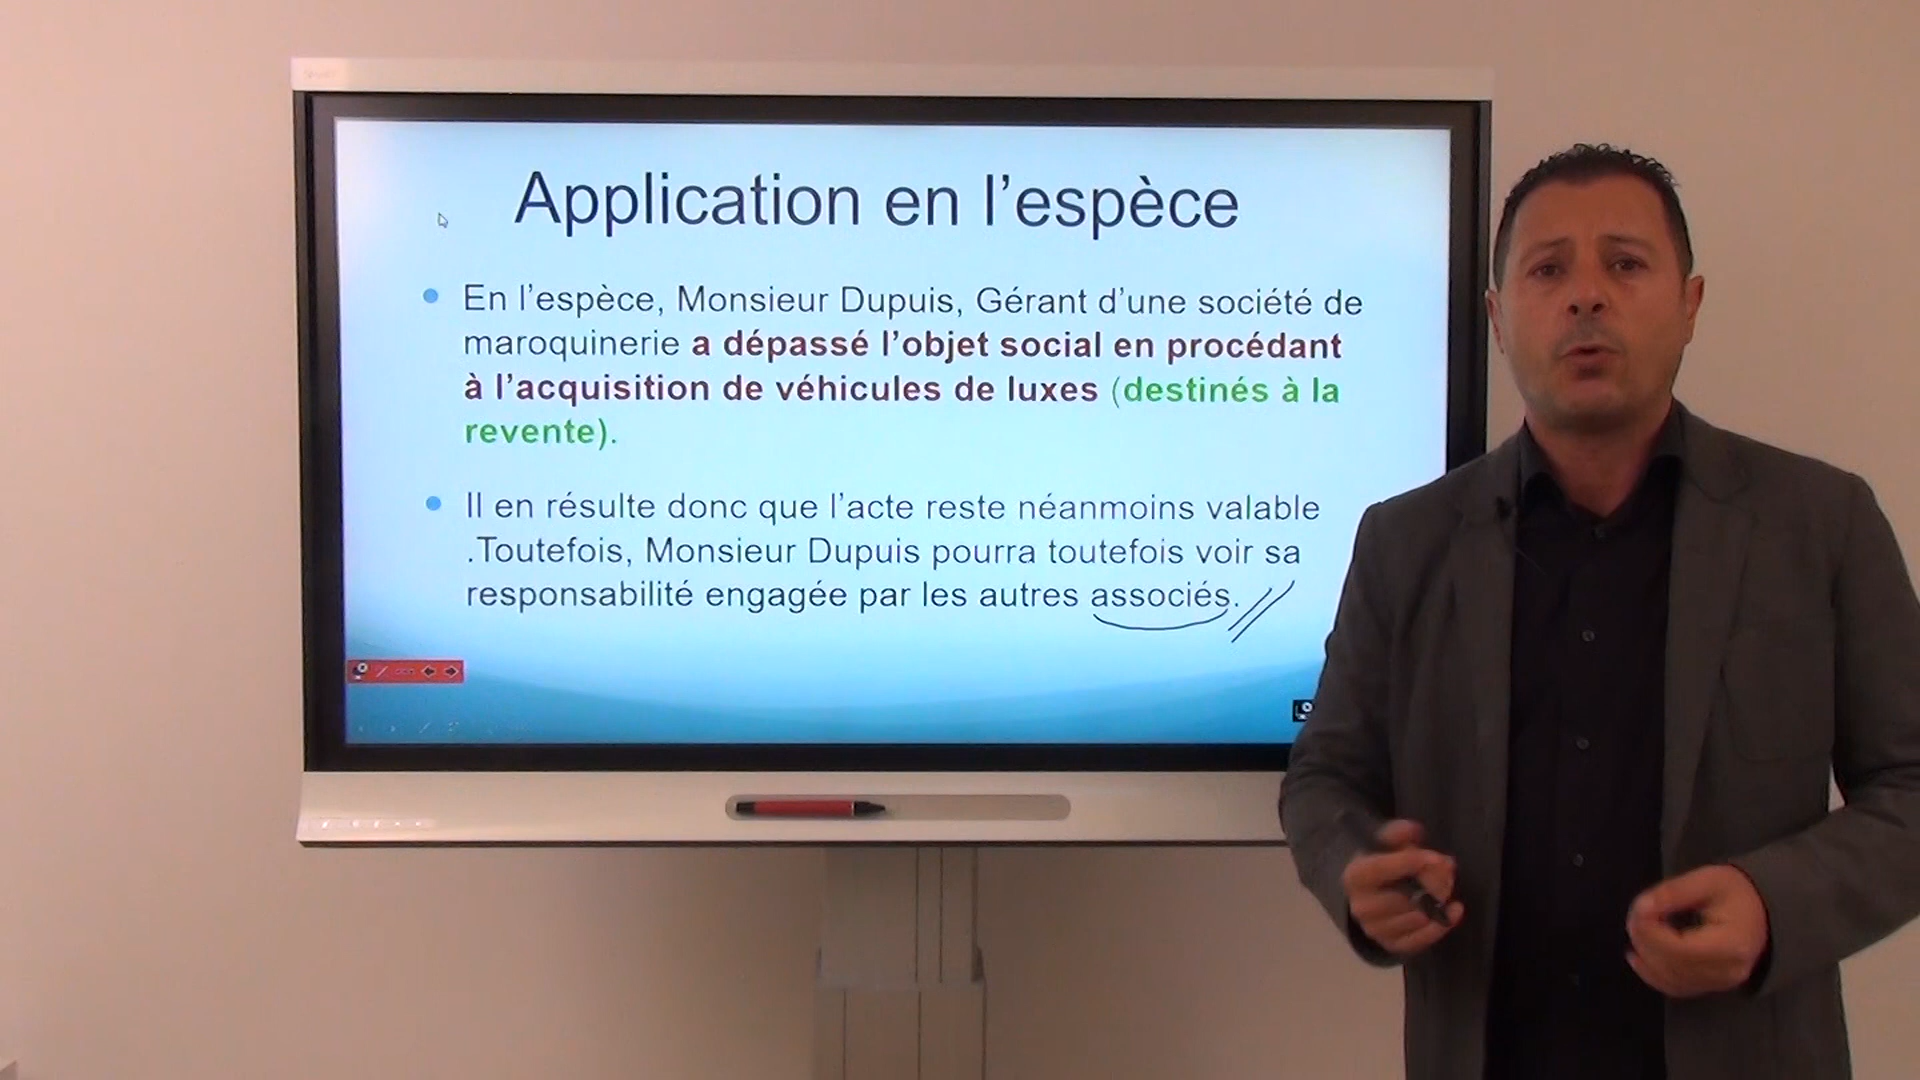 Application en l'espèce
• En l'espèce, Monsieur Dupuis, Gérant d'une société de
maroquinerie a dépassé l'objet social en procédant
à l'acquisition de véhicules de luxes (destinés à la
revente).
• Il en résulte donc que l'acte reste néanmoins valable
.Toutefois, Monsieur Dupuis pourra toutefois voir sa
responsabilité engagée par les autres associés.